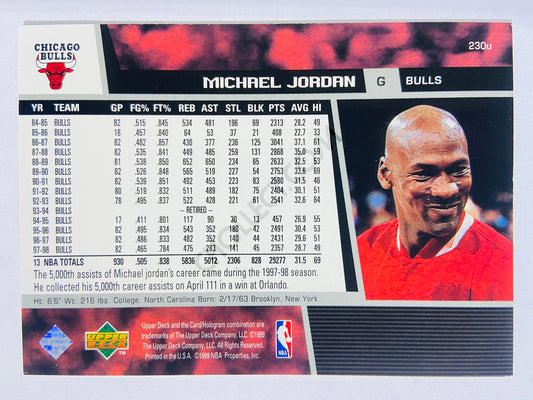 CHICAGO
BULLS
230u
MICHAEL JORDAN G BULLS
YR TEAM GP FG% FT% REB AST STL BLK PTS AVG HI
84-85 BULLS 82 .515 .845 534 481 196 69 2313 28.2 49
85-86 BULLS 18 .457 .840 64 53 37 21 408 22.7 33
86-87 BULLS 82 .482 .857 430 377 236 125 3041 37.1 61
87-88 BULLS 82 .535 .841 449 485 259 131 2868 35.0 59
88-89 BULLS 81 .538 .850 652 650 234 65 2633 32.5 53
89-90 BULLS 82 .526 .848 565 519 227 54 2753 33.6 69
90-91 BULLS 82 .539 .851 492 453 223 83 2580 31.5 46
91-92 BULLS 80 .519 .832 511 489 182 75 2404 30.1 51
92-93 BULLS 78 .495 .837 522 428 221 61 2541 32.6 64
93-94 BULLS – RETIRED –
94-95 BULLS 17 .411 .801 117 90 30 13 457 26.9 55
95-96 BULLS 82 .495 .834 543 352 180 42 2491 30.4 53
96-97 BULLS 82 .486 .833 482 352 140 44 2431 29.6 51
97-98 BULLS 82 .465 .784 475 283 141 45 2357 28.7 49
13 NBA TOTALS 930 .505 .838 5836 5012 2306 828 29277 31.5 69
The 5,000th assists of Michael jordan's career came during the 1997-98 season.
He collected his 5,000th career assists on April 111 in a win at Orlando.
Ht: 6'6" Wt: 216 lbs. College: North Carolina Born: 2/17/63 Brooklyn, New York
UPPER
DECK
TM
Upper Deck and the Card/Hologram combination are
trademarks of The Upper Deck Company, LLC. ©1999
The Upper Deck Company, LLC. All Rights Reserved.
Printed in the U.S.A. ©1999 NBA Properties, Inc.
NBA